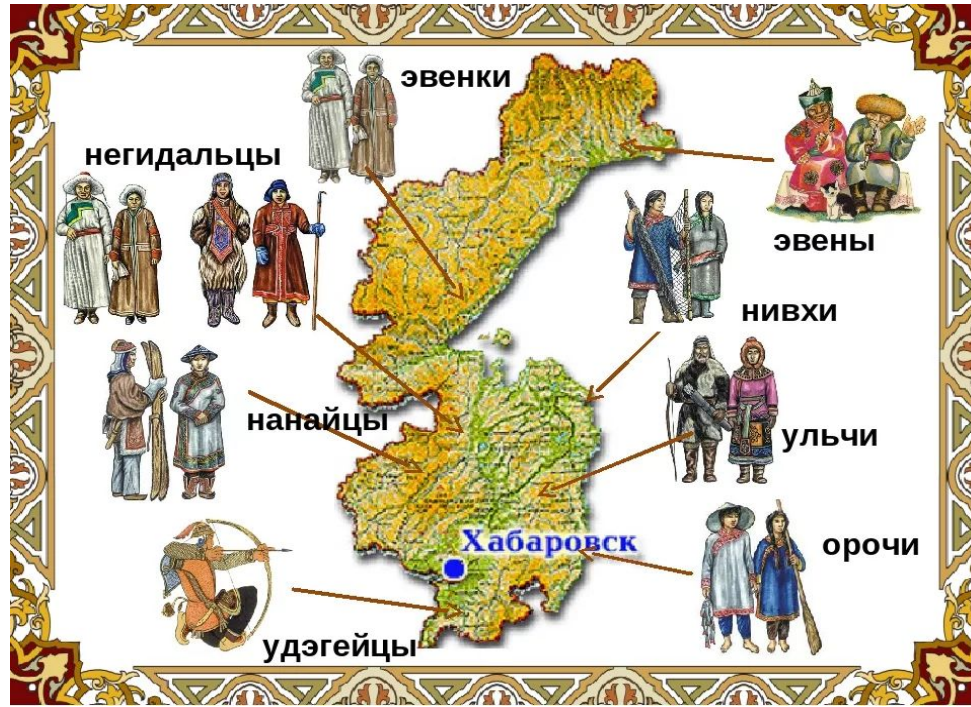 эвенки
негидальцы
эвены
нивхи
нанайцы
ульчи
Хабаровск
орочи
удэгейцы